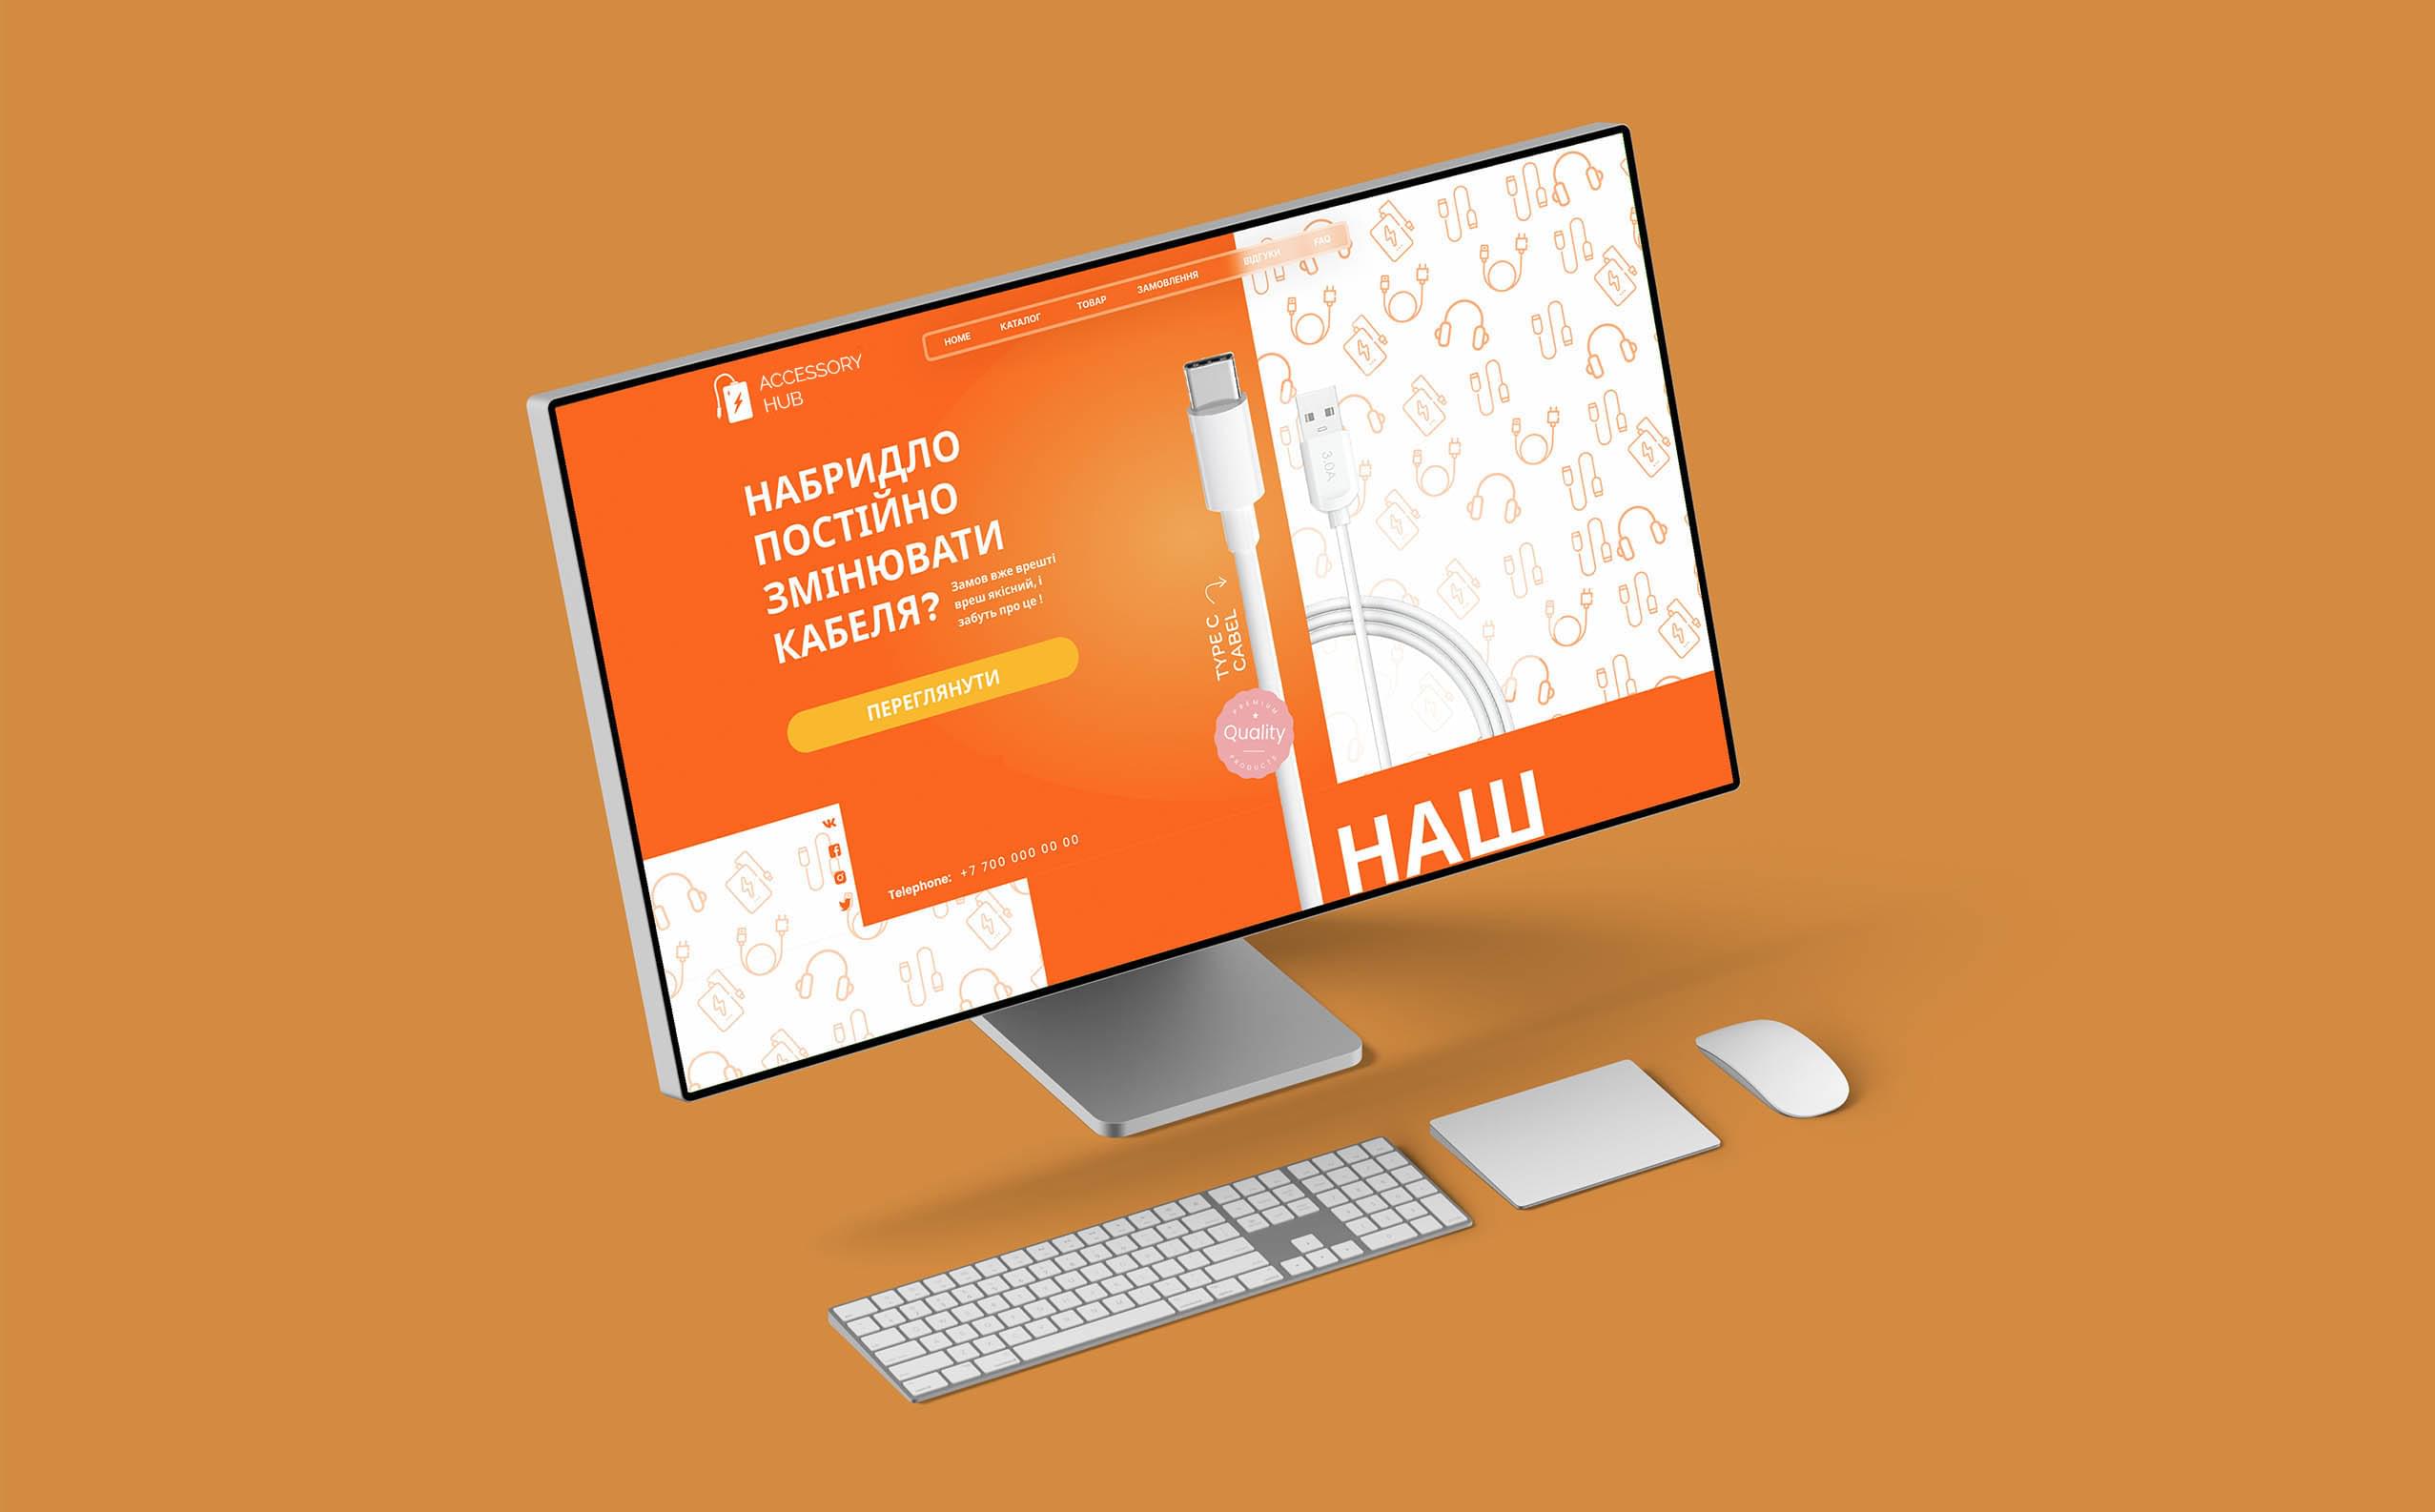 HOME
КАТАЛОГ
ТОВАР
ЗАМОВЛЕННЯ
ВІДГУКИ
FAQ
ACCESSORY
HUB
НАБРИДЛО
ПОСТІЙНО
ЗМІНЮВАТИ
КАБЕЛЯ?
Замов вже врешті
вреш якісний, і
забуть про це !
ПЕРЕГЛЯНУТИ
3.0A
TYPE C
CABEL
PREMIUM
Quality
PRODUCTS
Telephone: +7 700 000 00 00
НАШ